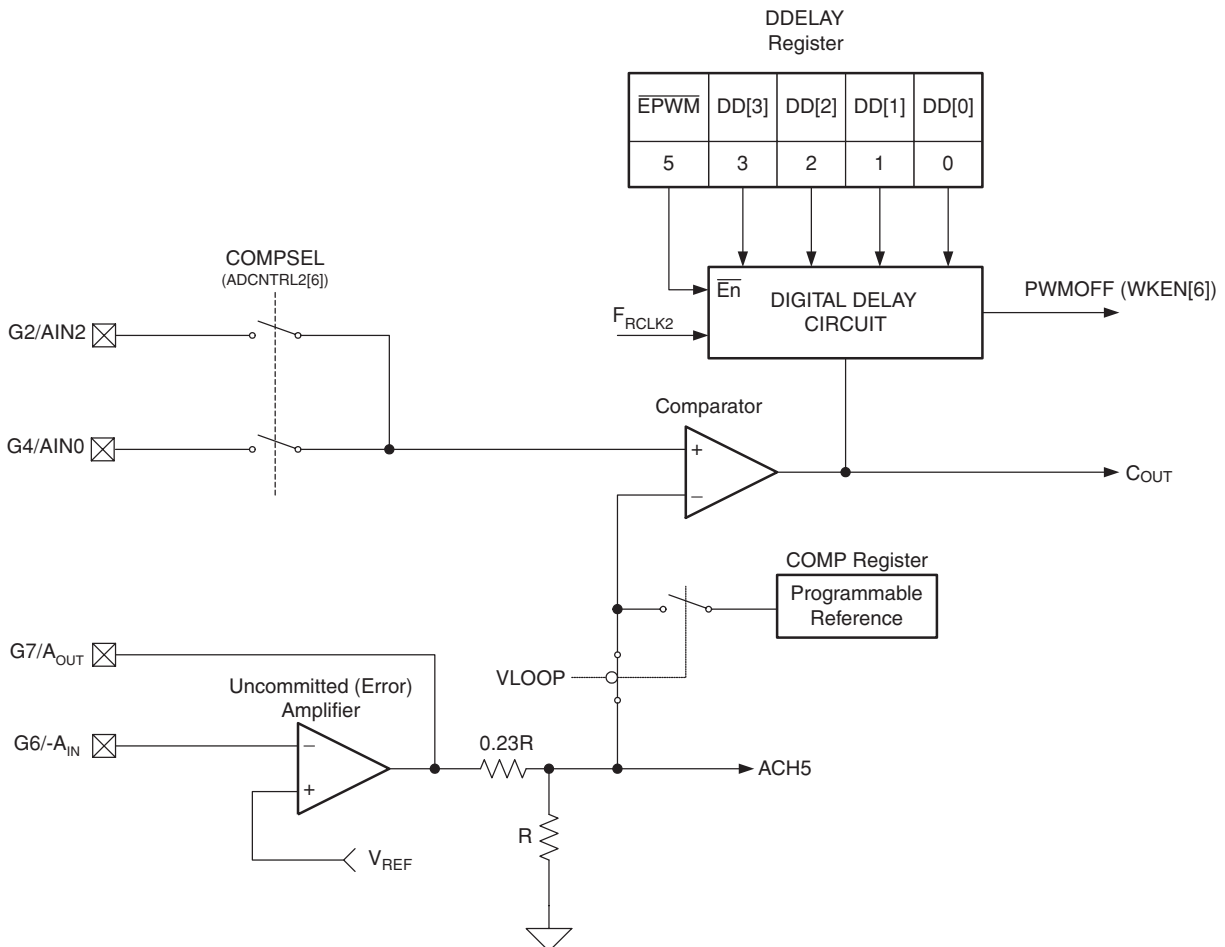 DDELAY
Register
EPWM DD[3] DD[2] DD[1] DD[0]
5 3 2 1 0
COMPSEL
(ADCNTRL2[6])
G2/AIN2
En
DIGITAL DELAY
CIRCUIT
FRCLK2
PWMOFF (WKEN[6])
G4/AIN0
Comparator
+
–
COUT
COMP Register
Programmable
Reference
G7/AOUT
VLOOP
Uncommitted (Error)
Amplifier
G6/-AIN
–
+
0.23R
ACH5
R
VREF